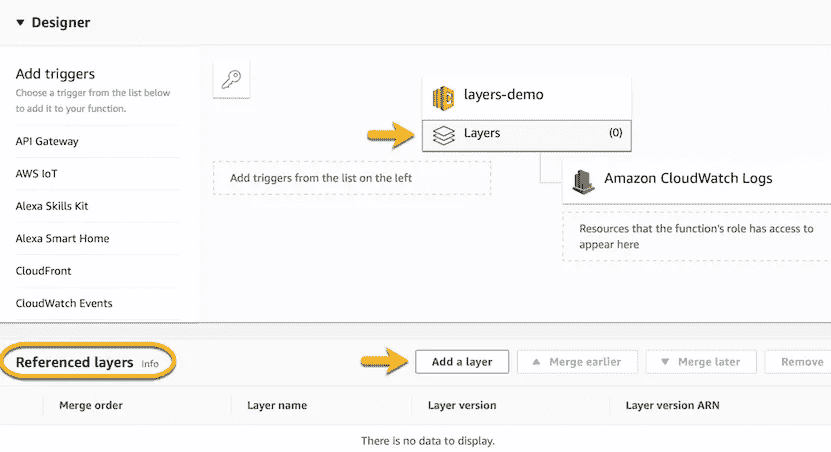 Designer
Add triggers
Choose a trigger from the list below
to add it to your function.
API Gateway
AWS IoT
Alexa Skills Kit
Alexa Smart Home
CloudFront
CloudWatch Events
layers-demo
Layers (0)
Add triggers from the list on the left
Amazon CloudWatch Logs
Resources that the function's role has access to
appear here
Referenced layers Info
Add a layer Merge earlier Merge later Remove
Merge order Layer name Layer version Layer version ARN
There is no data to display.